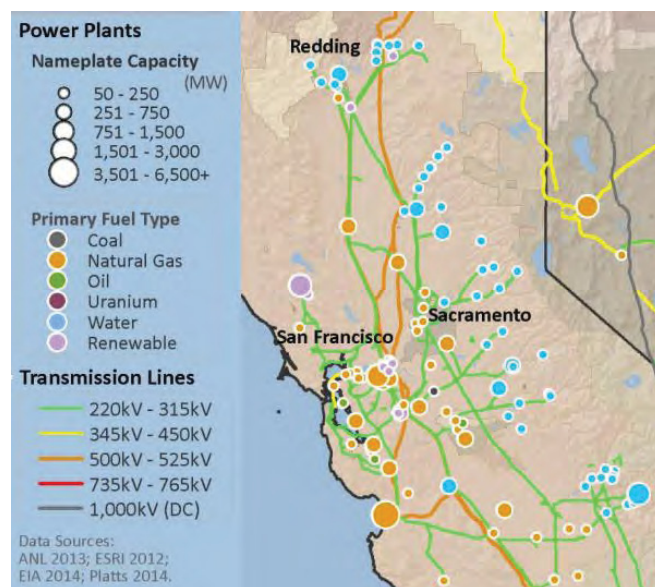 Power Plants
Nameplate Capacity
(MW)
50 - 250
251 - 750
751 - 1,500
1,501 - 3,000
3,501 - 6,500+
Primary Fuel Type
Coal
Natural Gas
Oil
Uranium
Water
Renewable
Transmission Lines
220kV - 315kV
345kV - 450kV
500kV - 525kV
735kV - 765kV
1,000kV (DC)
Data Sources:
ANL 2013; ESRI 2012;
EIA 2014; Platts 2014.
Redding
Sacramento
San Francisco